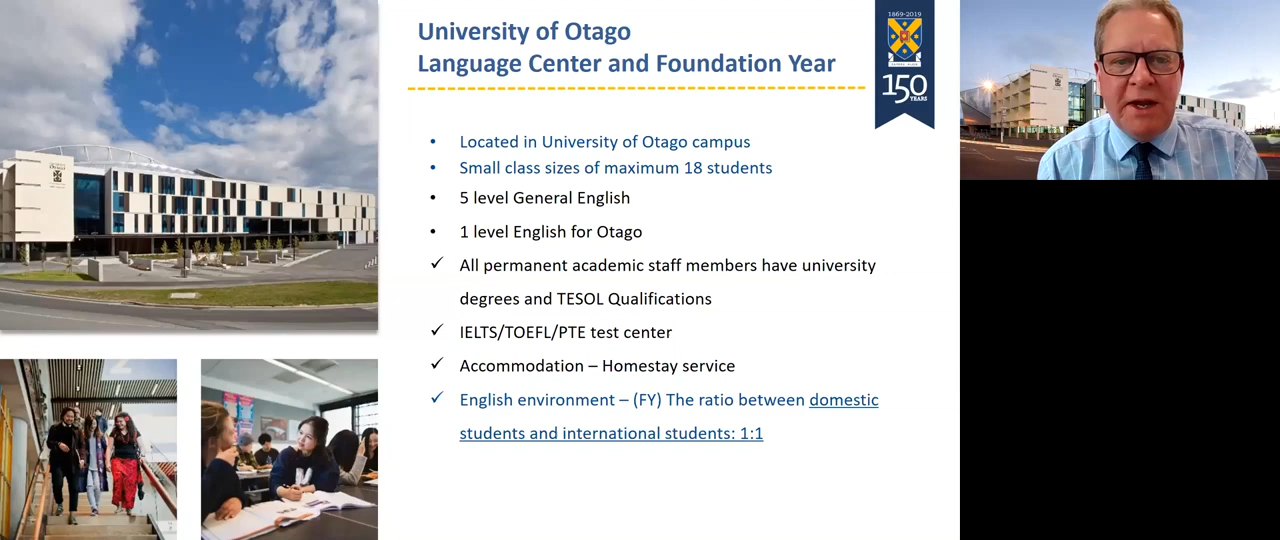 University of Otago
Language Center and Foundation Year
1869-2019
150
YEARS
• Located in University of Otago campus
• Small class sizes of maximum 18 students
• 5 level General English
• 1 level English for Otago
✓ All permanent academic staff members have university
degrees and TESOL Qualifications
✓ IELTS/TOEFL/PTE test center
✓ Accommodation – Homestay service
✓ English environment – (FY) The ratio between domestic
students and international students: 1:1
Otago